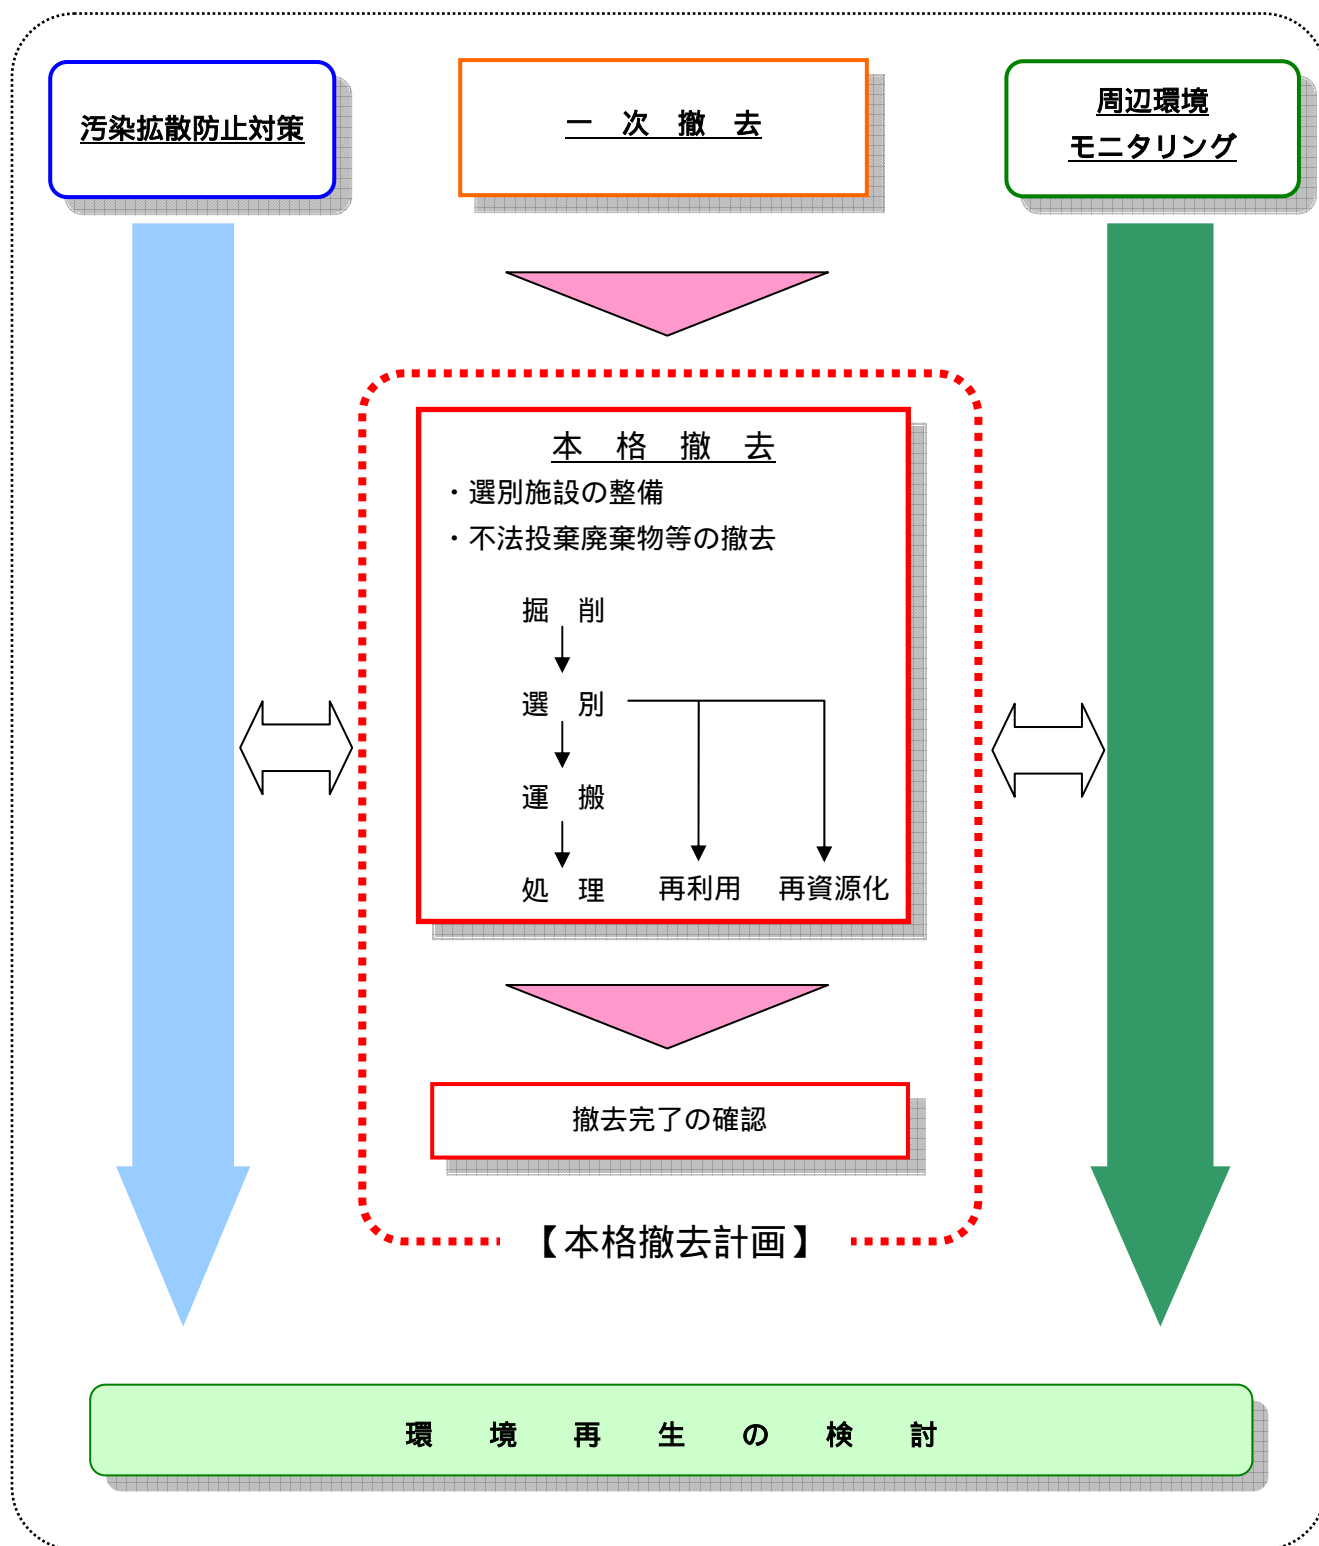 汚染拡散防止対策
一　次　撤　去
周辺環境
モニタリング
本　格　撤　去
・選別施設の整備
・不法投棄廃棄物等の撤去
掘　削
選　別
運　搬
処　理
再利用
再資源化
撤去完了の確認
【本格撤去計画】
環　境　再　生　の　検　討